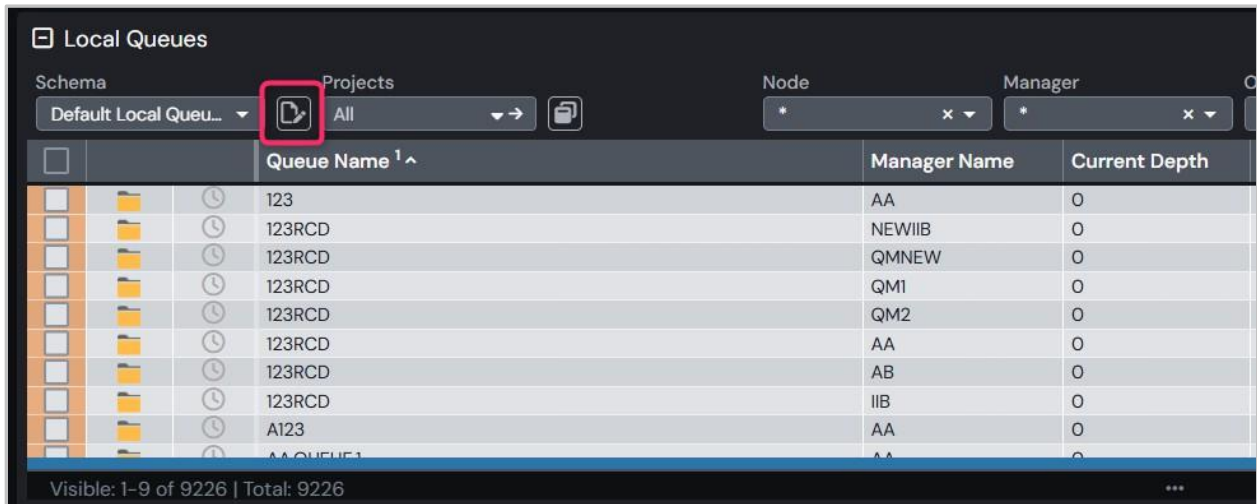 Local Queues
Schema Projects Node Manager
Default Local Queu... All * *
Queue Name 1 Manager Name Current Depth
123 AA 0
123RCD NEWIIB 0
123RCD QMNEW 0
123RCD QM1 0
123RCD QM2 0
123RCD AA 0
123RCD AB 0
123RCD IIB 0
A123 AA 0
Visible: 1-9 of 9226 | Total: 9226